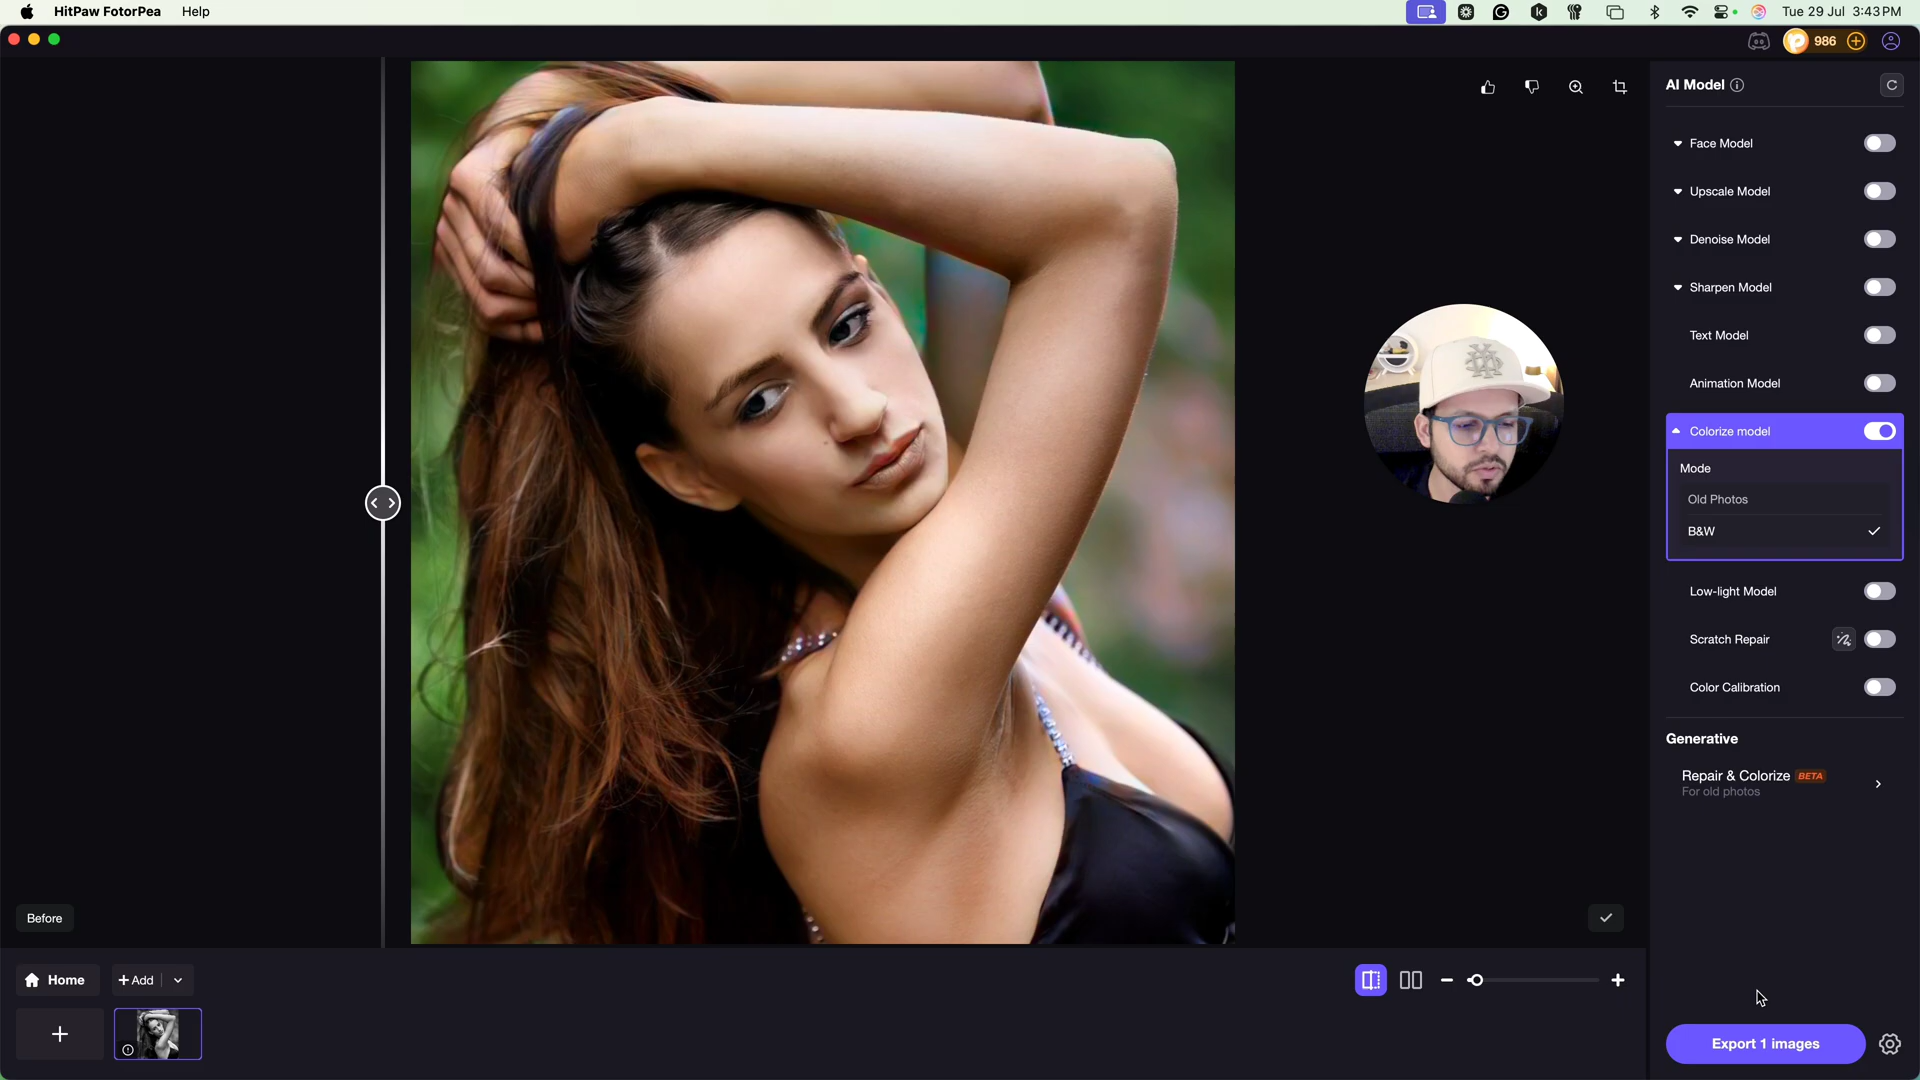 HitPaw FotorPea Help
Tue 29 Jul 3:43 PM
986
AI Model
Face Model
Upscale Model
Denoise Model
Sharpen Model
Text Model
Animation Model
Colorize model
Mode
Old Photos
B&W
Low-light Model
Scratch Repair
Color Calibration
Generative
Repair & Colorize BETA
For old photos
Before
Home
Add
Export 1 images